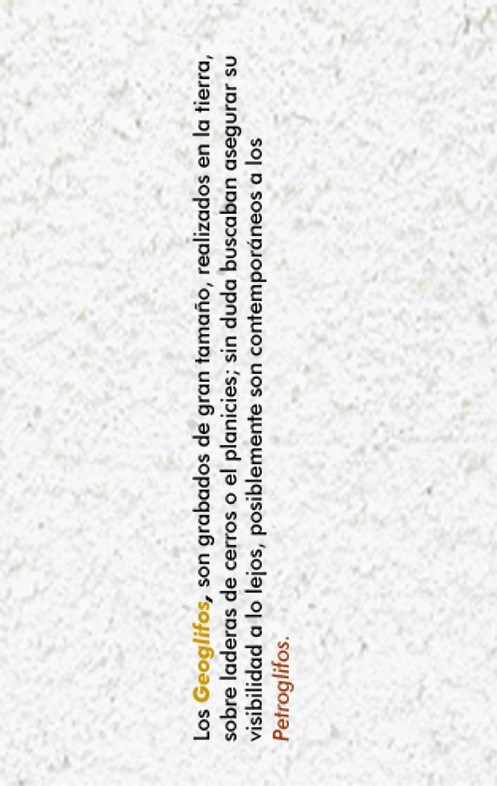 Los Geoglifos, son grabados de gran tamaño, realizados en la tierra,
sobre laderas de cerros o el planicies; sin duda buscaban asegurar su
visibilidad a lo lejos, posiblemente son contemporáneos a los
Petroglifos.